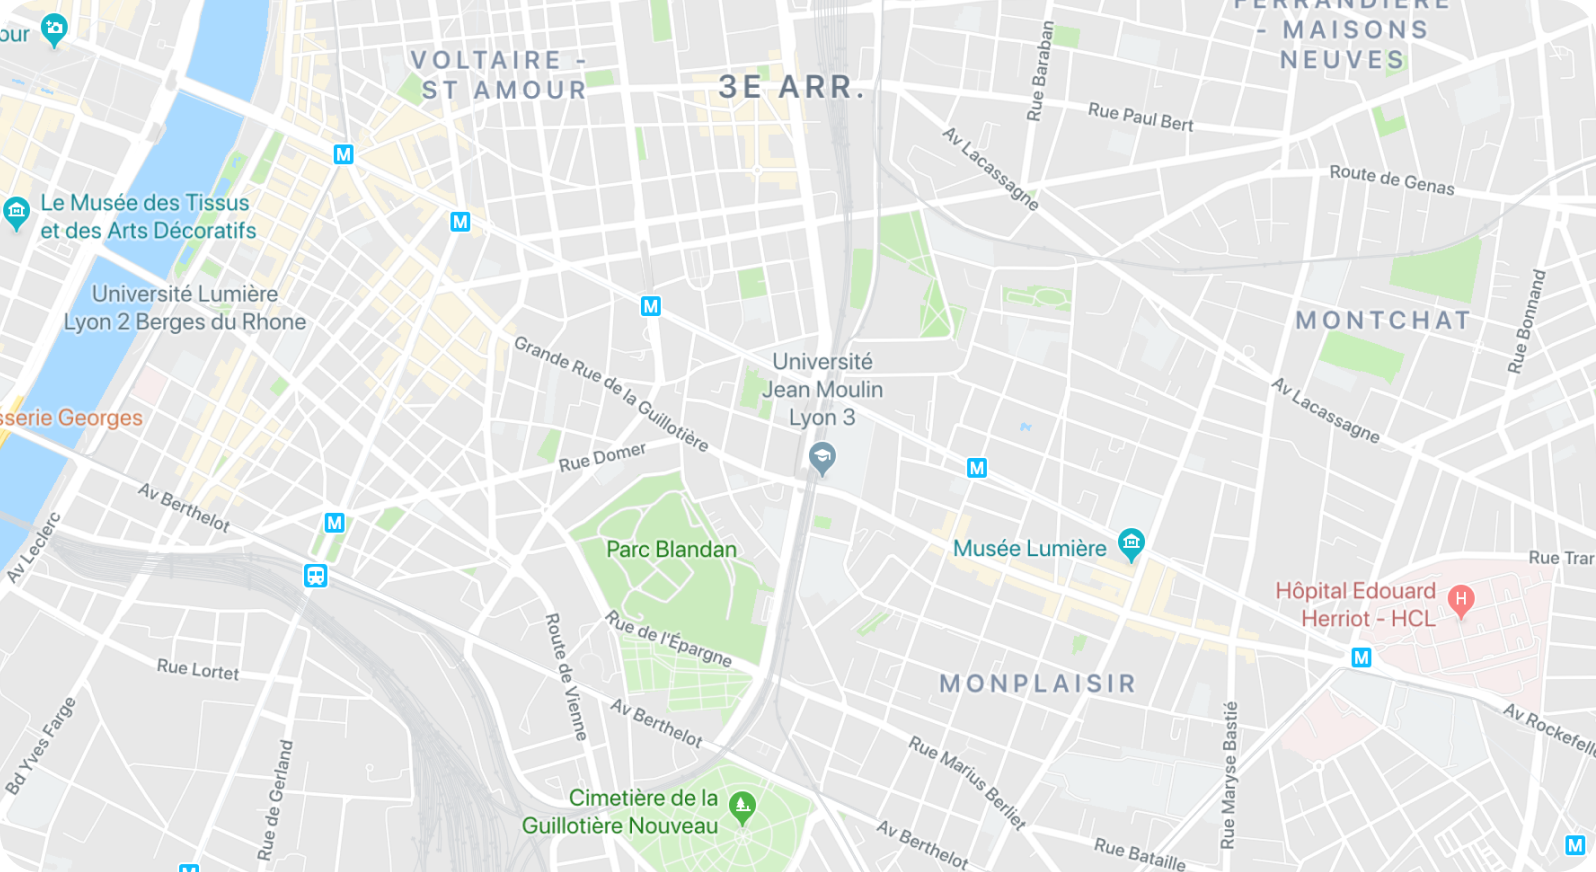 FERRANDIÈRE
- MAISONS
NEUVES
our
VOLTAIRE -
ST AMOUR
3E ARR.
Rue Baraban
Rue Paul Bert
Av Lacassagne
Route de Genas
M
Le Musée des Tissus
et des Arts Décoratifs
M
Université Lumière
Lyon 2 Berges du Rhone
M
MONTCHAT
Rue Bonnand
Grande Rue de la Guillotière
Université
Jean Moulin
Lyon 3
Av Lacassagne
sserie Georges
Rue Domer
M
Av Berthelot
M
Av Leclerc
Parc Blandan
Musée Lumière
Rue Trar
Hôpital Edouard
Herriot - HCL
H
Rue de l'Épargne
Route de Vienne
M
Rue Lortet
MONPLAISIR
Av Berthelot
Av Rockefelle
Bd Yves Farge
Rue de Gerland
Rue Marius Berliet
Rue Maryse Bastié
Cimetière de la
Guillotière Nouveau
Av Berthelot
Rue Bataille
M
M